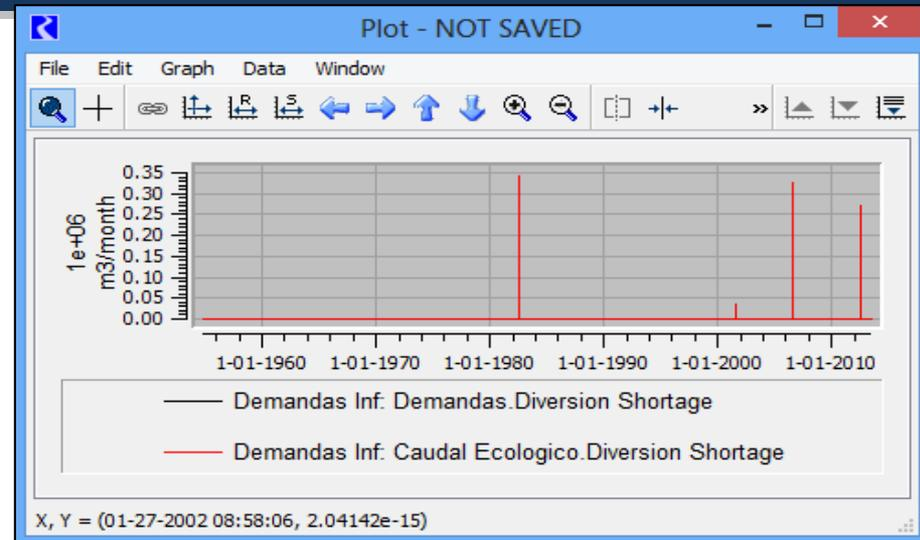 Plot - NOT SAVED
File Edit Graph Data Window
R S »
0.35
0.30
0.25
0.20
0.15
0.10
0.05
0.00
1e+06
m3/month
1-01-1960 1-01-1970 1-01-1980 1-01-1990 1-01-2000 1-01-2010
Demandas Inf: Demandas.Diversion Shortage
Demandas Inf: Caudal Ecologico.Diversion Shortage
X, Y = (01-27-2002 08:58:06, 2.04142e-15)